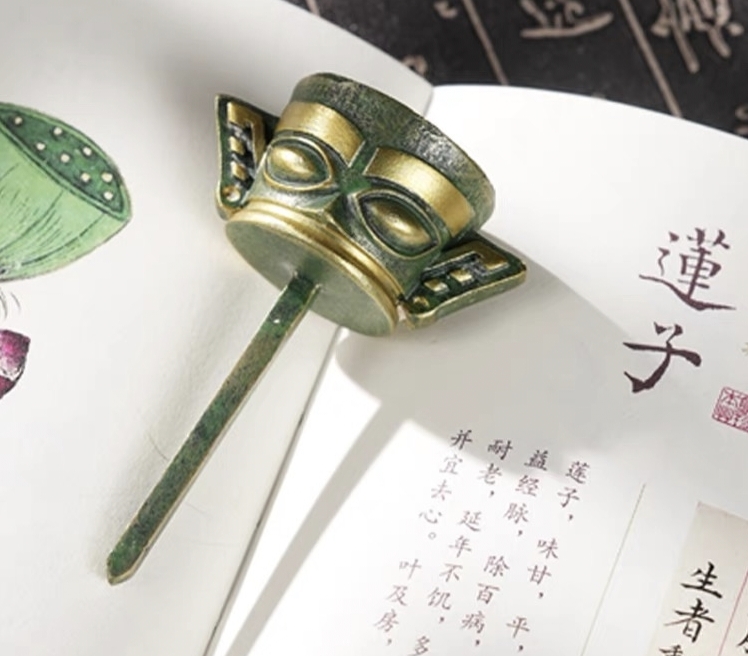 蓮子
莲子，味甘，平，
益经脉，除百病，
耐老，延年不饥，多
并宜去心。叶及房，
生者